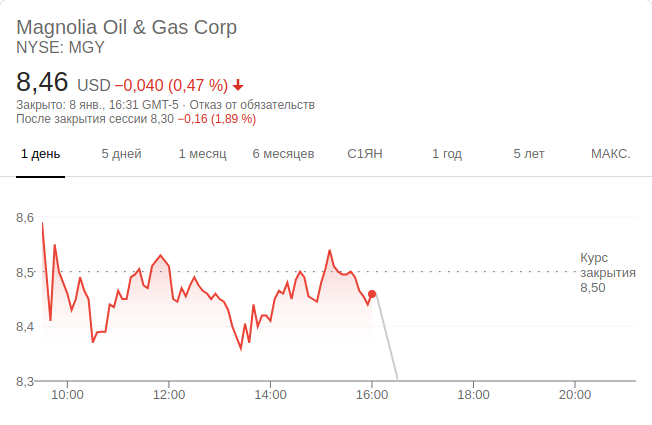 Magnolia Oil & Gas Corp
NYSE: MGY
8,46 USD −0,040 (0,47 %)
Закрыто: 8 янв., 16:31 GMT-5 · Отказ от обязательств
После закрытия сессии 8,30 −0,16 (1,89 %)
1 день 5 дней 1 месяц 6 месяцев С1ЯН 1 год 5 лет МАКС.
8,6
8,5
8,4
8,3
Курс
закрытия
8,50
10:00 12:00 14:00 16:00 18:00 20:00